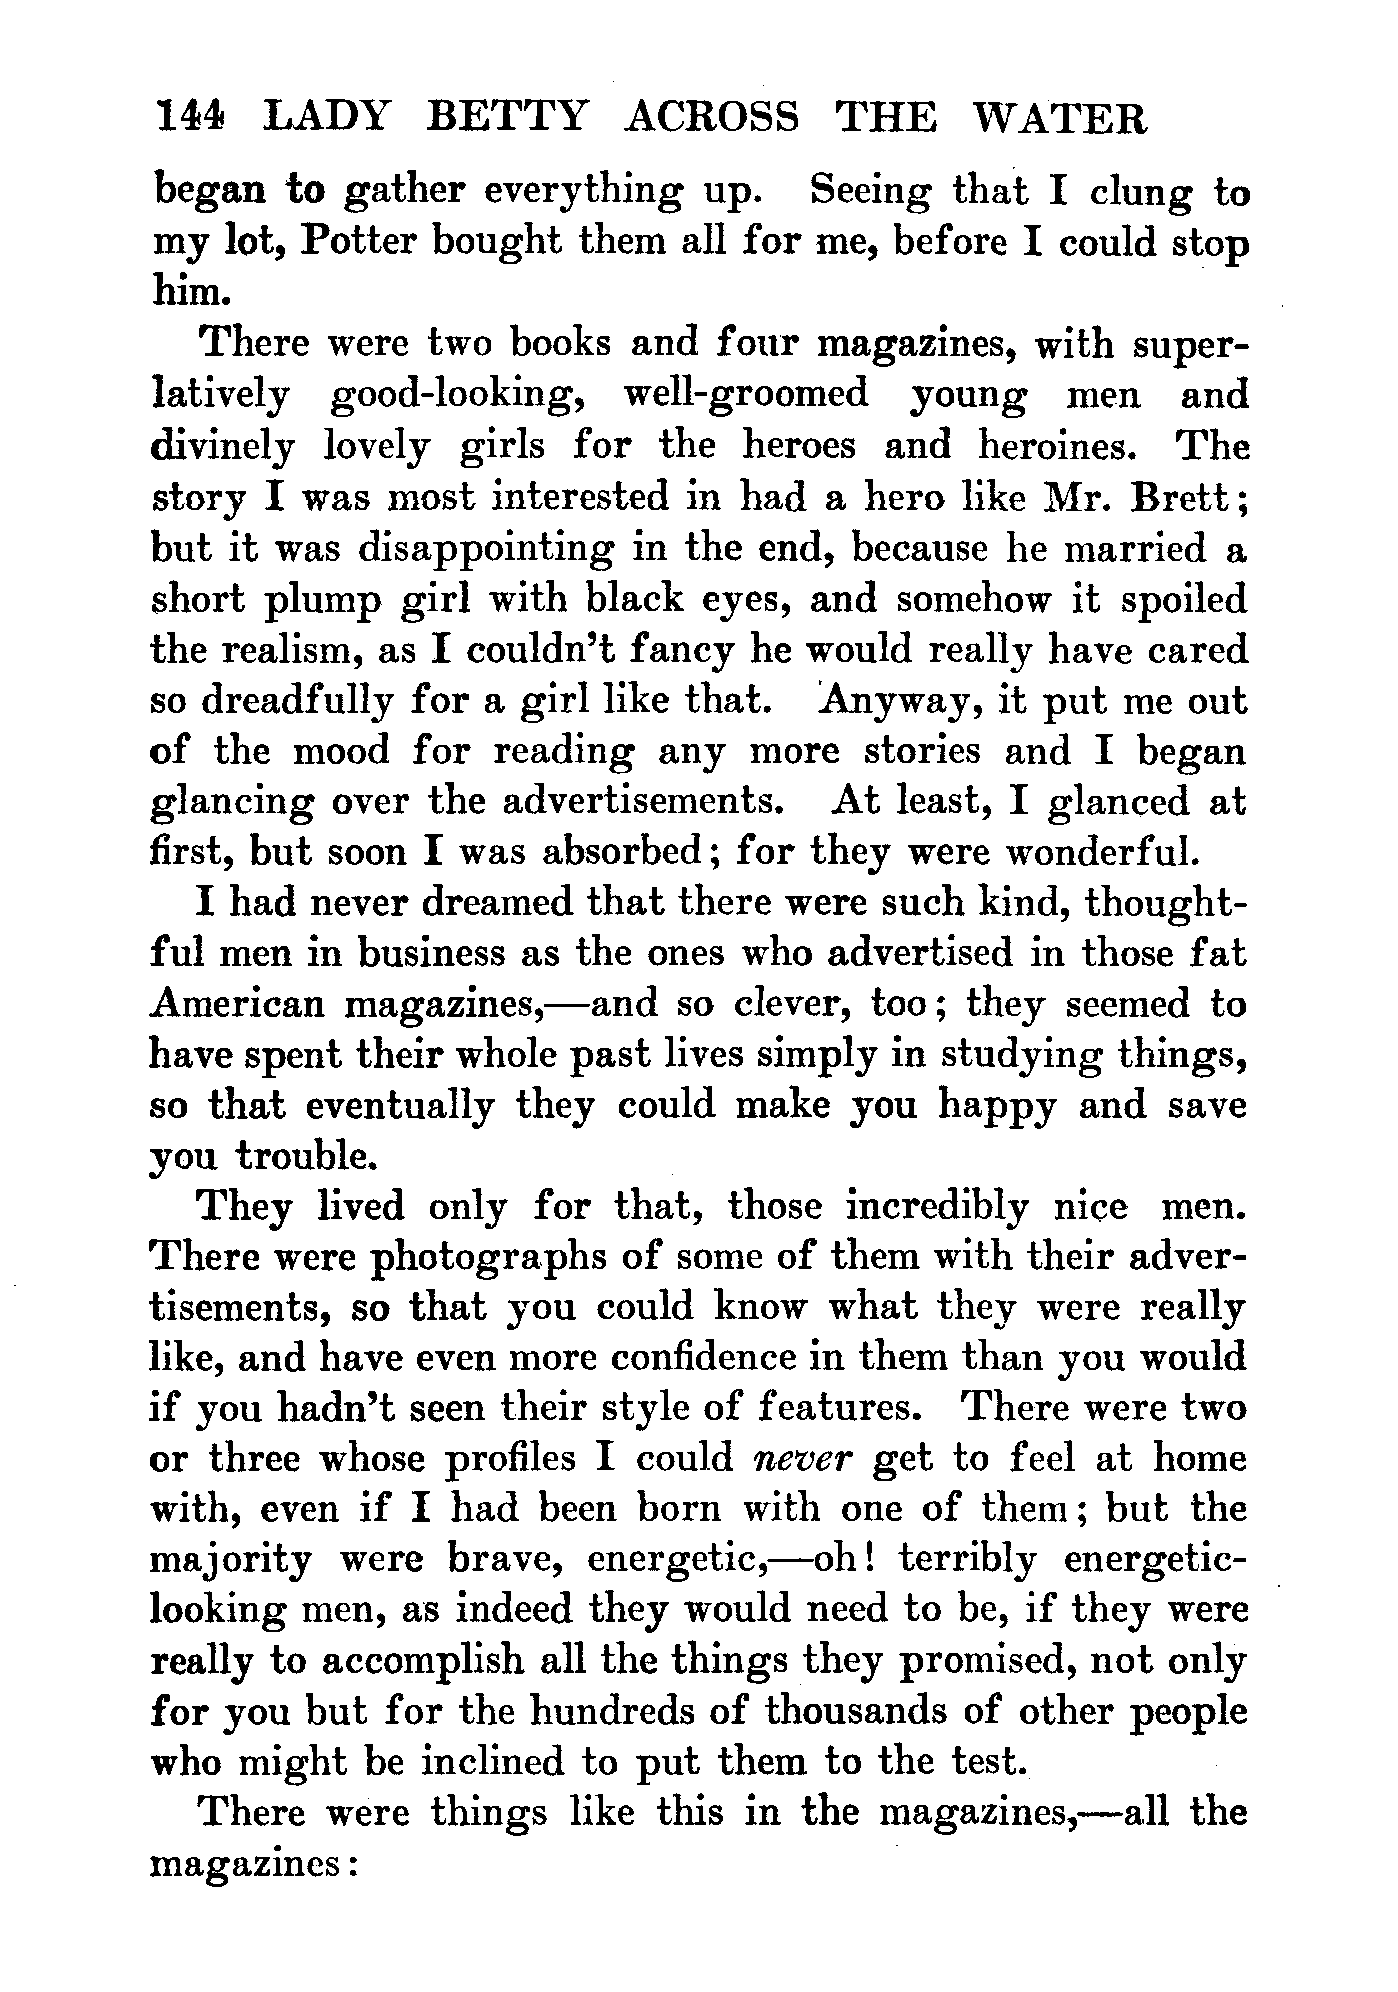 144 LADY BETTY ACROSS THE WATER
began to gather everything up. Seeing that I clung to
my lot, Potter bought them all for me, before I could stop
him.
There were two books and four magazines, with super-
latively good-looking, well-groomed young men and
divinely lovely girls for the heroes and heroines. The
story I was most interested in had a hero like Mr. Brett;
but it was disappointing in the end, because he married a
short plump girl with black eyes, and somehow it spoiled
the realism, as I couldn't fancy he would really have cared
so dreadfully for a girl like that. Anyway, it put me out
of the mood for reading any more stories and I began
glancing over the advertisements. At least, I glanced at
first, but soon I was absorbed; for they were wonderful.
I had never dreamed that there were such kind, thought-
ful men in business as the ones who advertised in those fat
American magazines,—and so clever, too; they seemed to
have spent their whole past lives simply in studying things,
so that eventually they could make you happy and save
you trouble.
They lived only for that, those incredibly nice men.
There were photographs of some of them with their adver-
tisements, so that you could know what they were really
like, and have even more confidence in them than you would
if you hadn't seen their style of features. There were two
or three whose profiles I could never get to feel at home
with, even if I had been born with one of them; but the
majority were brave, energetic,—oh! terribly energetic-
looking men, as indeed they would need to be, if they were
really to accomplish all the things they promised, not only
for you but for the hundreds of thousands of other people
who might be inclined to put them to the test.
There were things like this in the magazines,—all the
magazines: